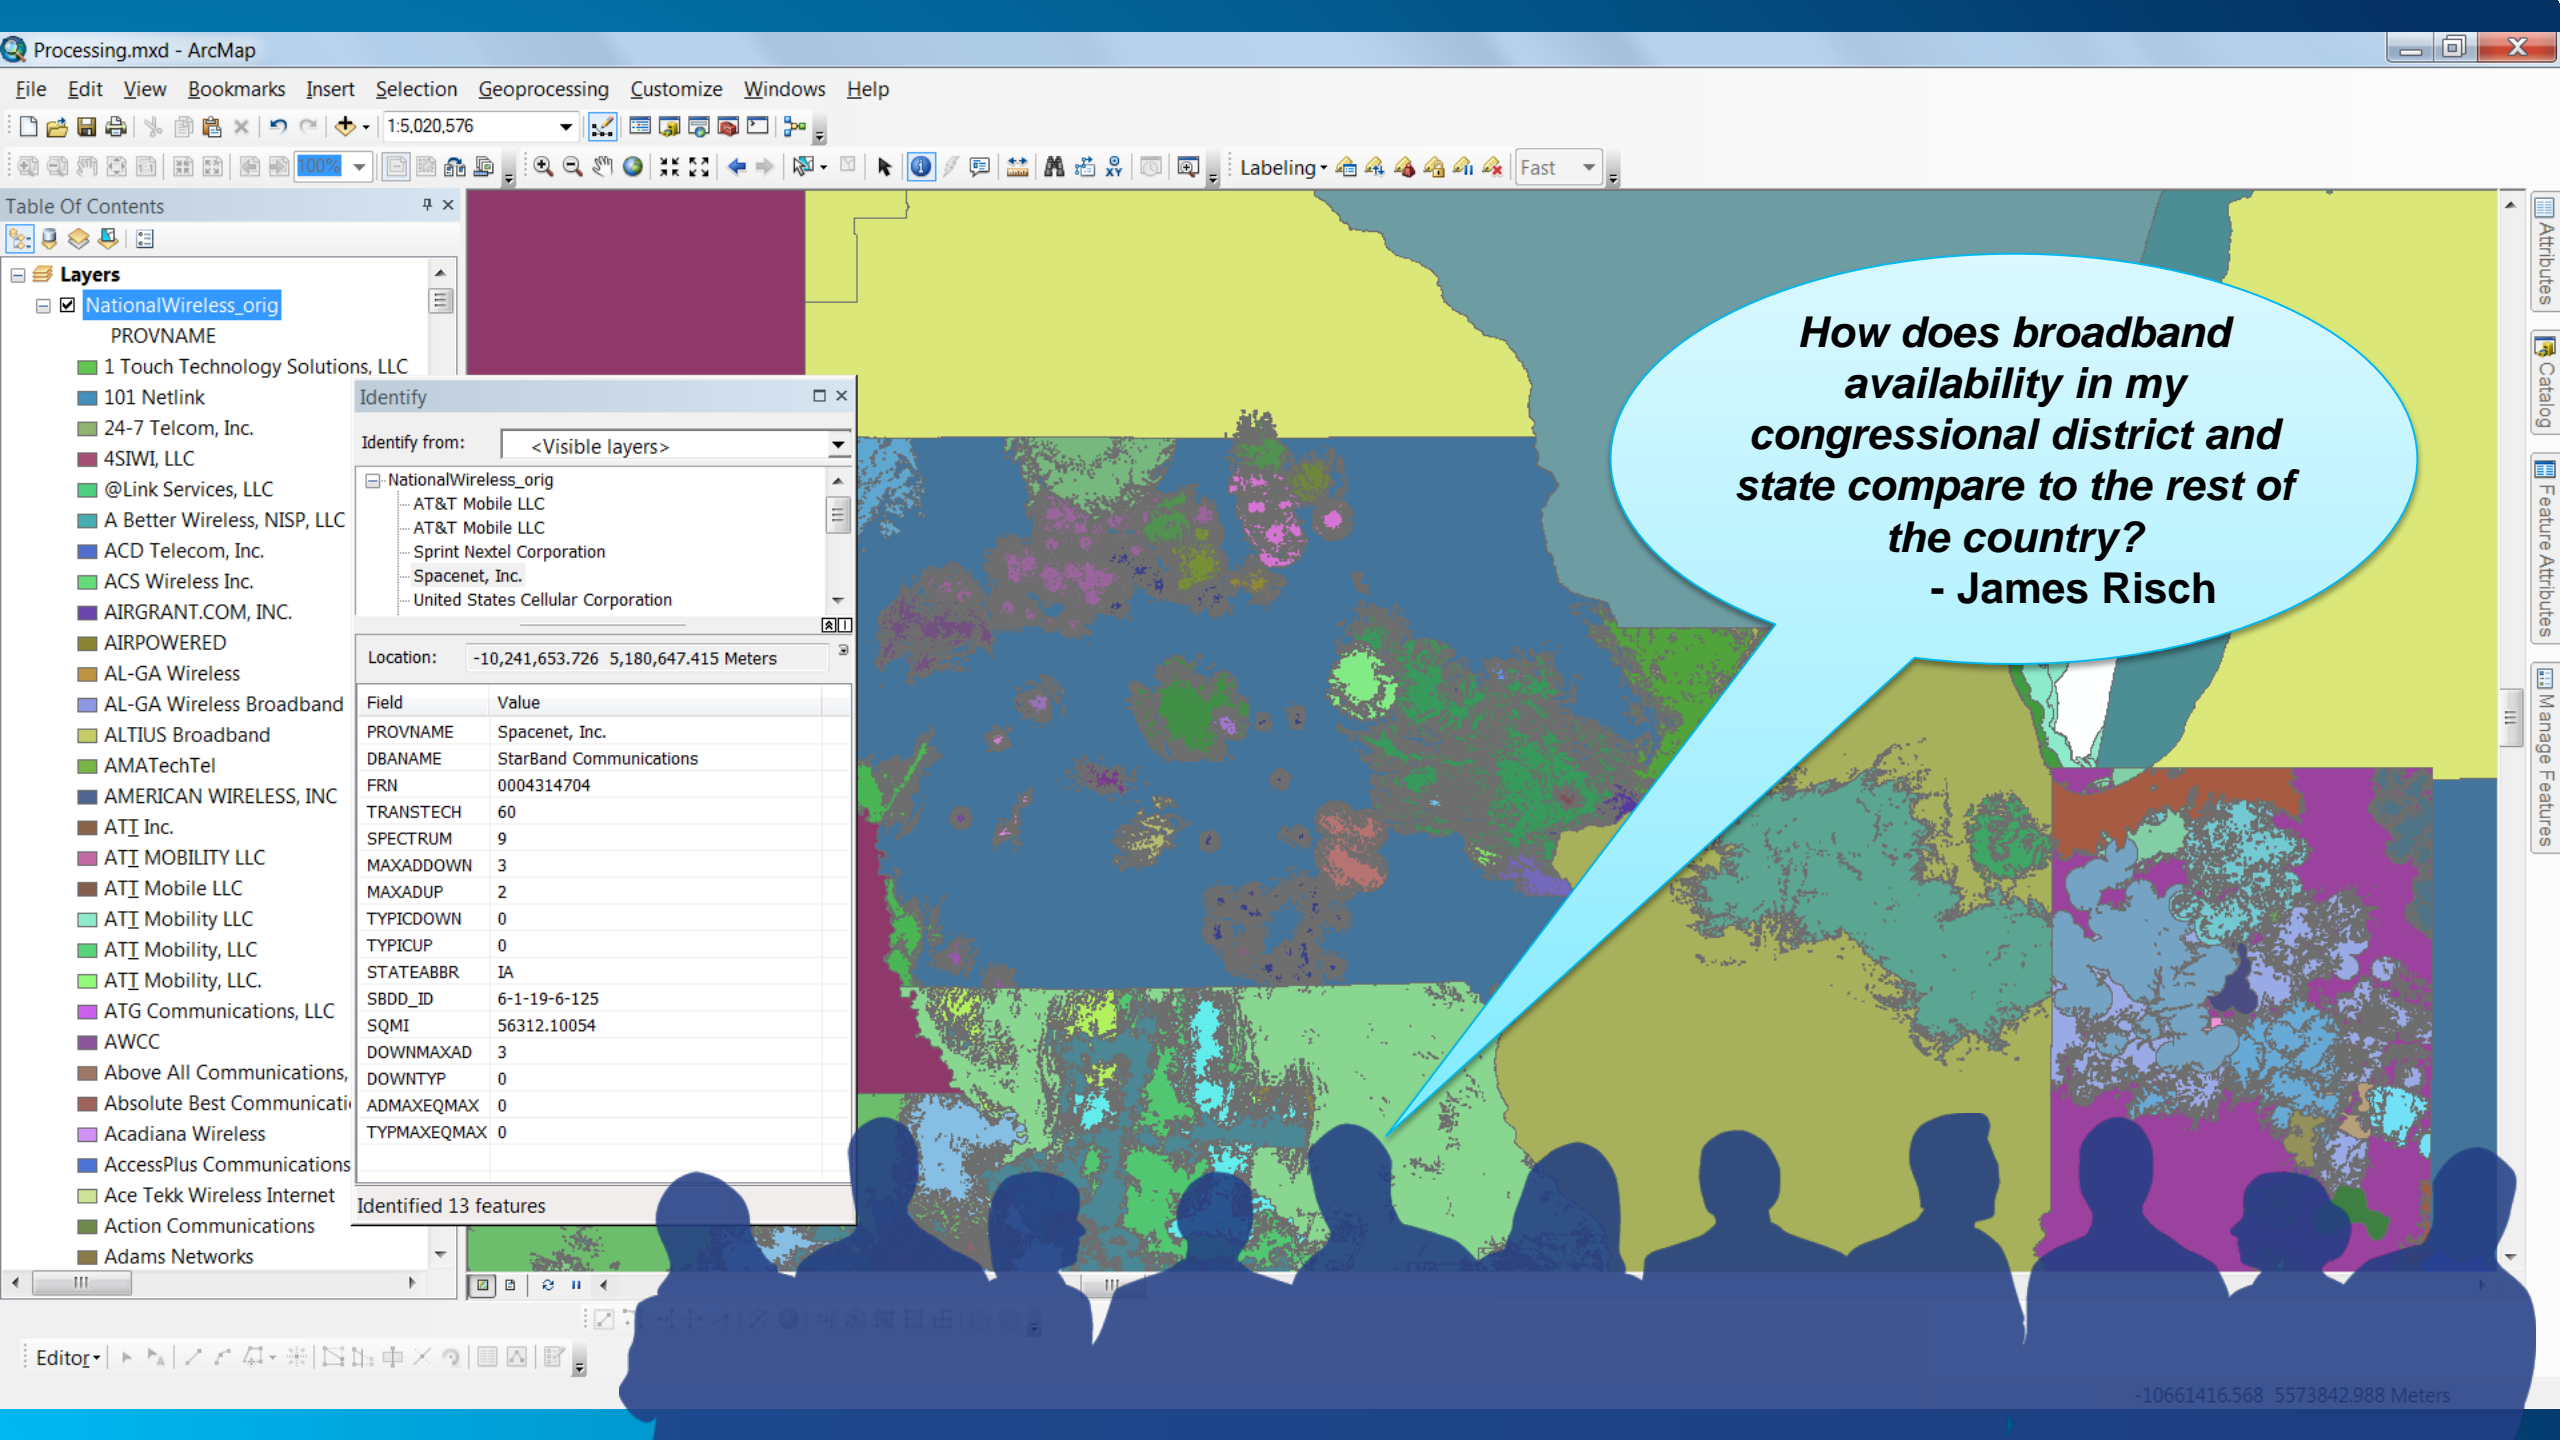 Processing.mxd - ArcMap
File Edit View Bookmarks Insert Selection Geoprocessing Customize Windows Help
1:5,020,576
100%
Labeling
Fast
Table Of Contents
Layers
NationalWireless_orig
PROVNAME
1 Touch Technology Solutions, LLC
101 Netlink
24-7 Telcom, Inc.
4SIWI, LLC
@Link Services, LLC
A Better Wireless, NISP, LLC
ACD Telecom, Inc.
ACS Wireless Inc.
AIRGRANT.COM, INC.
AIRPOWERED
AL-GA Wireless
AL-GA Wireless Broadband
ALTIUS Broadband
AMATechTel
AMERICAN WIRELESS, INC
ATT Inc.
ATT MOBILITY LLC
ATT Mobile LLC
ATT Mobility LLC
ATT Mobility, LLC
ATT Mobility, LLC.
ATG Communications, LLC
AWCC
Above All Communications,
Absolute Best Communicati
Acadiana Wireless
AccessPlus Communications
Ace Tekk Wireless Internet
Action Communications
Adams Networks
Identify
Identify from: <Visible layers>
NationalWireless_orig
AT&T Mobile LLC
AT&T Mobile LLC
Sprint Nextel Corporation
Spacenet, Inc.
United States Cellular Corporation
Location: -10,241,653.726 5,180,647.415 Meters
Field Value
PROVNAME Spacenet, Inc.
DBANAME StarBand Communications
FRN 0004314704
TRANSTECH 60
SPECTRUM 9
MAXADDOWN 3
MAXADUP 2
TYPICDOWN 0
TYPICUP 0
STATEABBR IA
SBDD_ID 6-1-19-6-125
SQMI 56312.10054
DOWNMAXAD 3
DOWNTYP 0
ADMAXEQMAX 0
TYPMAXEQMAX 0
Identified 13 features
How does broadband
availability in my
congressional district and
state compare to the rest of
the country?
- James Risch
Attributes
Catalog
Feature Attributes
Manage Features
Editor
-10661416.568 5573842.988 Meters